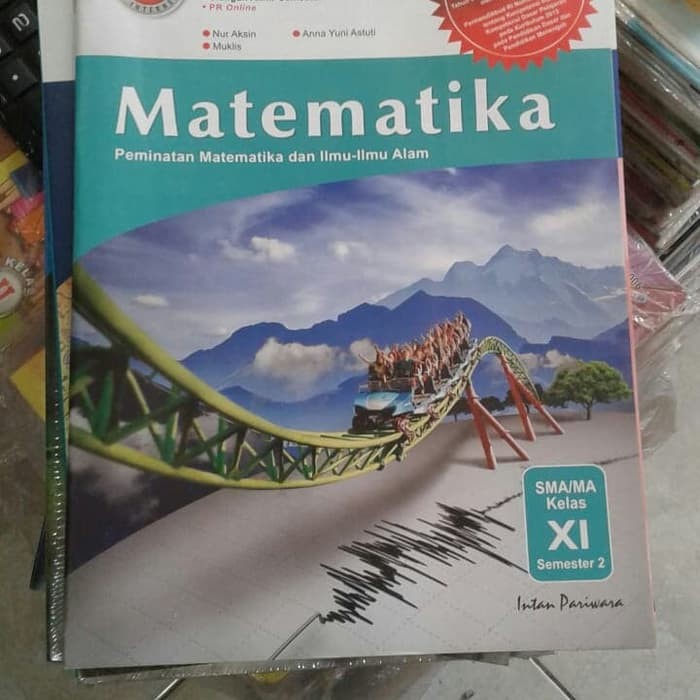 INTERNET
• PR Online
Nur Aksin
Anna Yuni Astuti
Muklis
Matematika
Peminatan Matematika dan Ilmu-Ilmu Alam
SMA/MA
Kelas
XI
Semester 2
Intan Pariwara